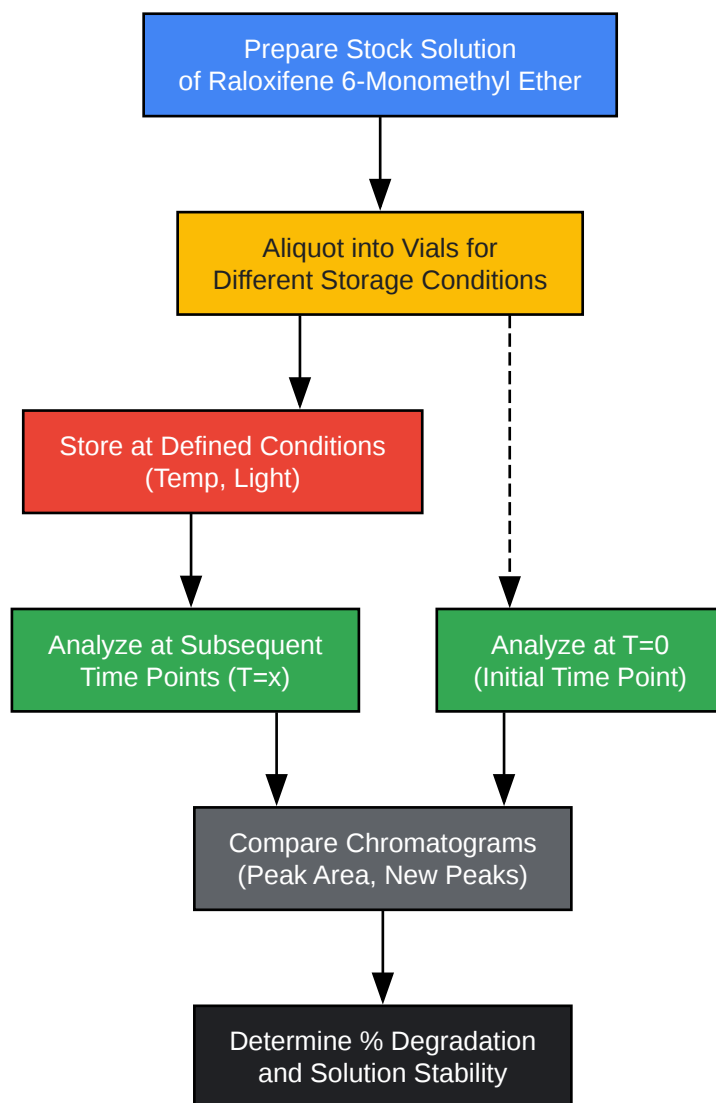 Prepare Stock Solution
of Raloxifene 6-Monomethyl Ether
Aliquot into Vials for
Different Storage Conditions
Store at Defined Conditions
(Temp, Light)
Analyze at Subsequent
Time Points (T=x)
Analyze at T=0
(Initial Time Point)
Compare Chromatograms
(Peak Area, New Peaks)
Determine % Degradation
and Solution Stability